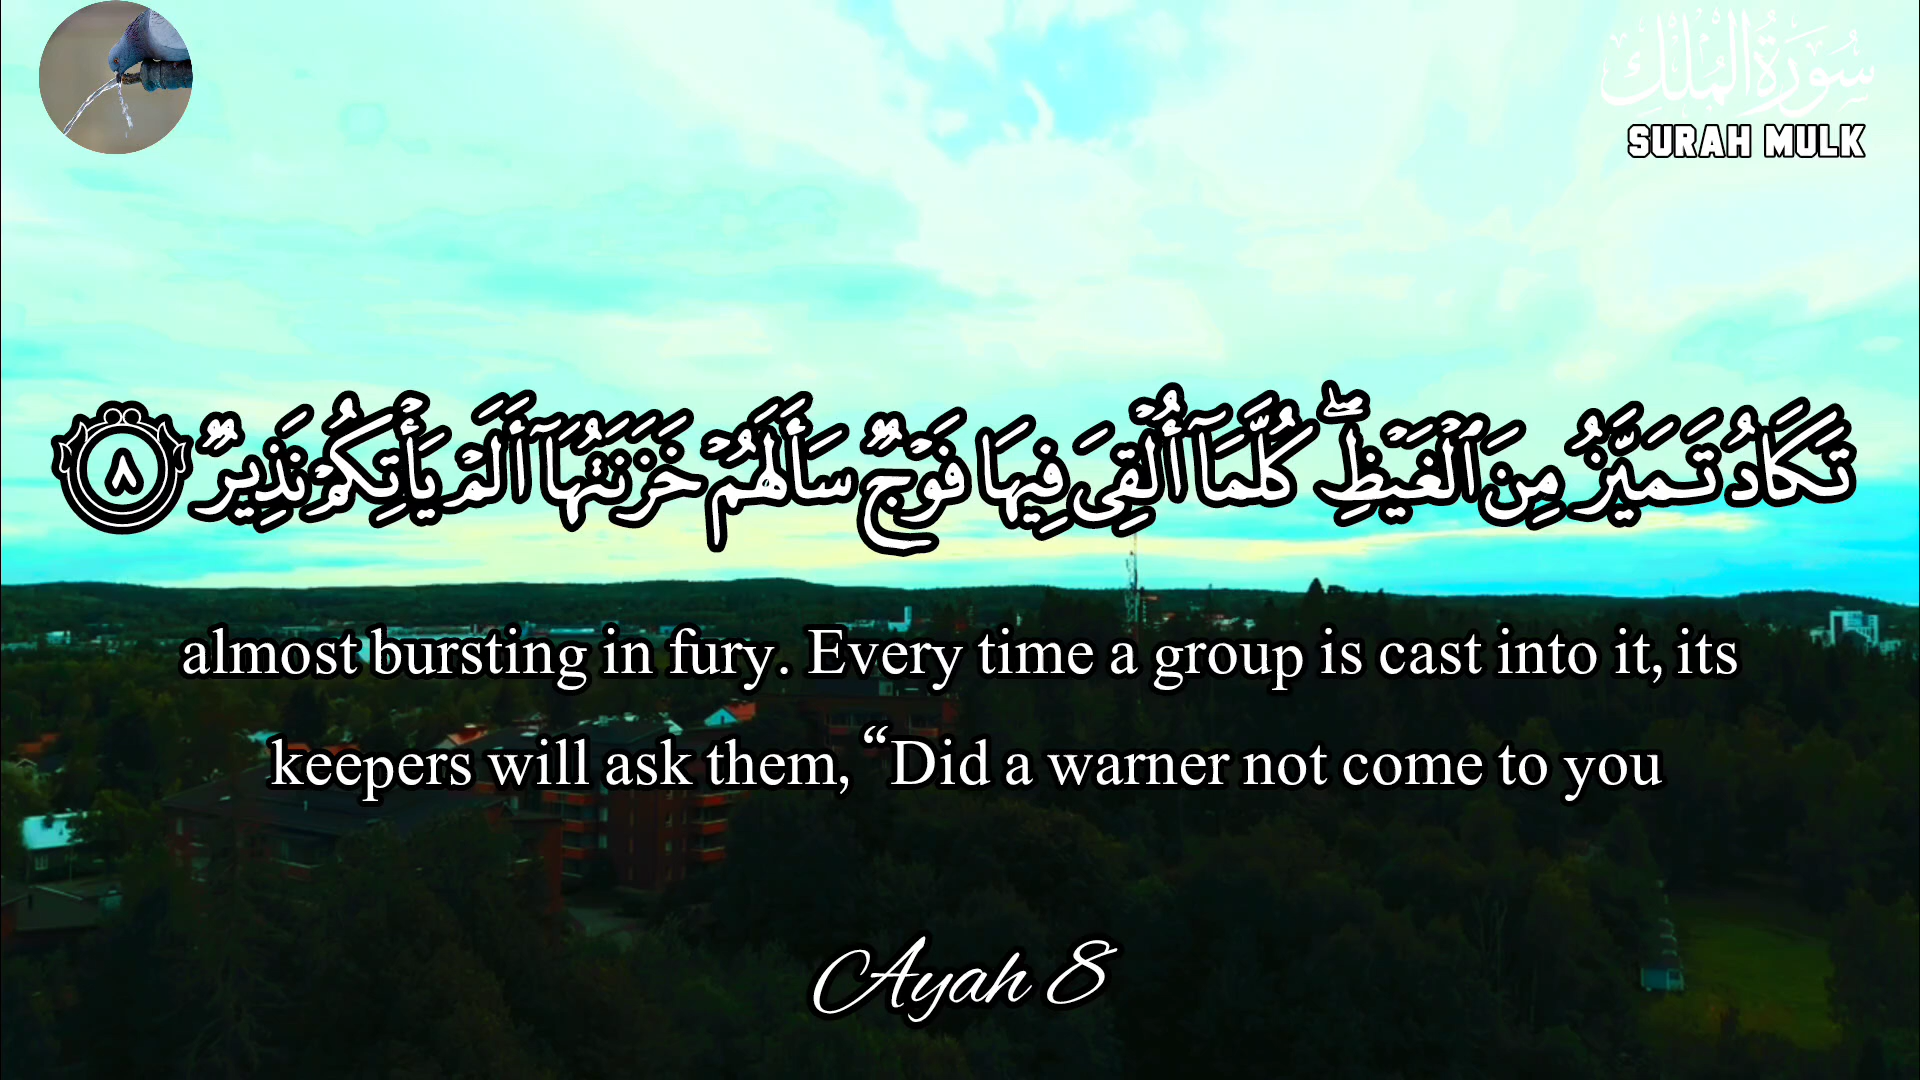 سُورَةُ الْمُلْكِ
SURAH MULK
تَكَادُ تَمَيَّزُ مِنَ ٱلْغَيْظِ ۖ كُلَّمَآ أُلْقِىَ فِيهَا فَوْجٌ سَأَلَهُمْ خَزَنَتُهَآ أَلَمْ يَأْتِكُمْ نَذِيرٌ ٨
almost bursting in fury. Every time a group is cast into it, its
keepers will ask them, “Did a warner not come to you
Ayah 8